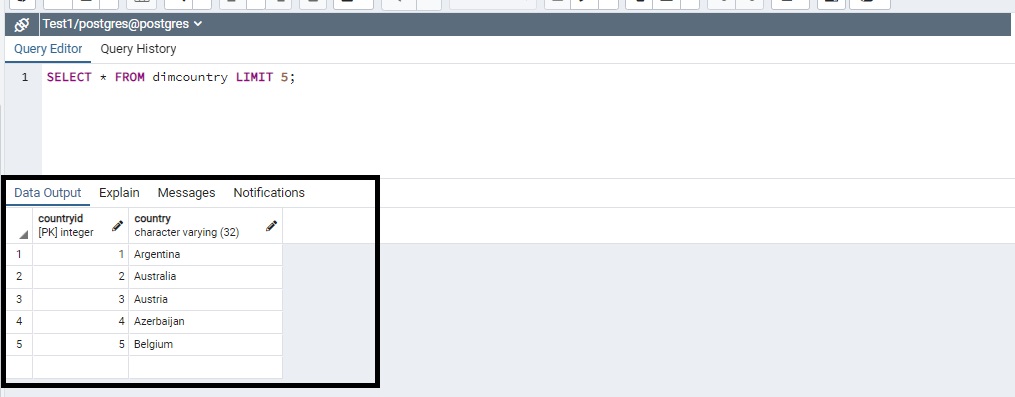 Test1/postgres@postgres
Query Editor Query History
1 SELECT * FROM dimcountry LIMIT 5;
Data Output Explain Messages Notifications
countryid country
[PK] integer character varying (32)
1 1 Argentina
2 2 Australia
3 3 Austria
4 4 Azerbaijan
5 5 Belgium